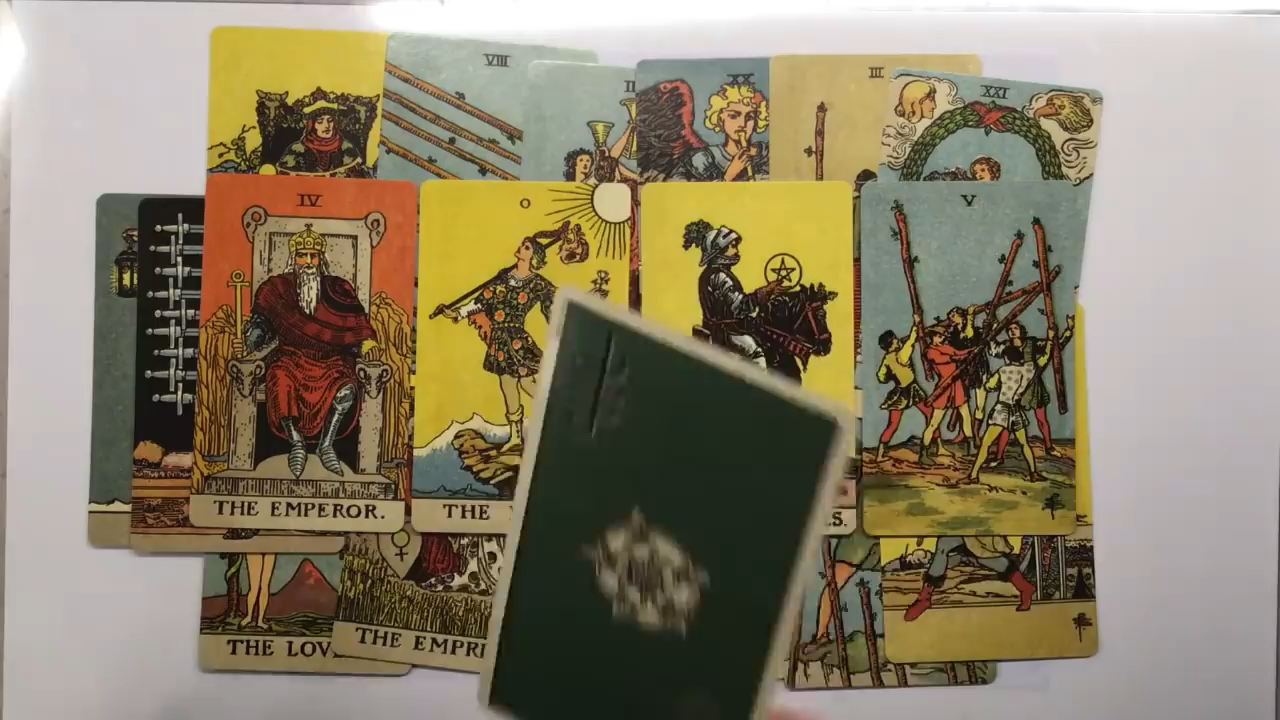 VIII
XX
III
XXI
IV
0
V
THE EMPEROR.
THE
S.
THE LOV
THE EMPR